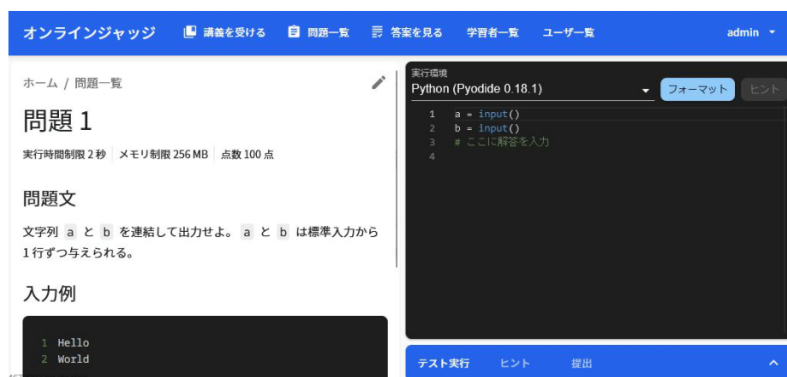 オンラインジャッジ 講義を受ける 問題一覧 答案を見る 学習者一覧 ユーザ一覧 admin
ホーム / 問題一覧
問題 1
実行時間制限 2 秒 メモリ制限 256 MB 点数 100 点
問題文
文字列 a と b を連結して出力せよ。 a と b は標準入力から
1 行ずつ与えられる。
入力例
1 Hello
2 World
実行環境
Python (Pyodide 0.18.1) フォーマット ヒント
1 a = input()
2 b = input()
3 # ここに解答を入力
4
テスト実行 ヒント 提出